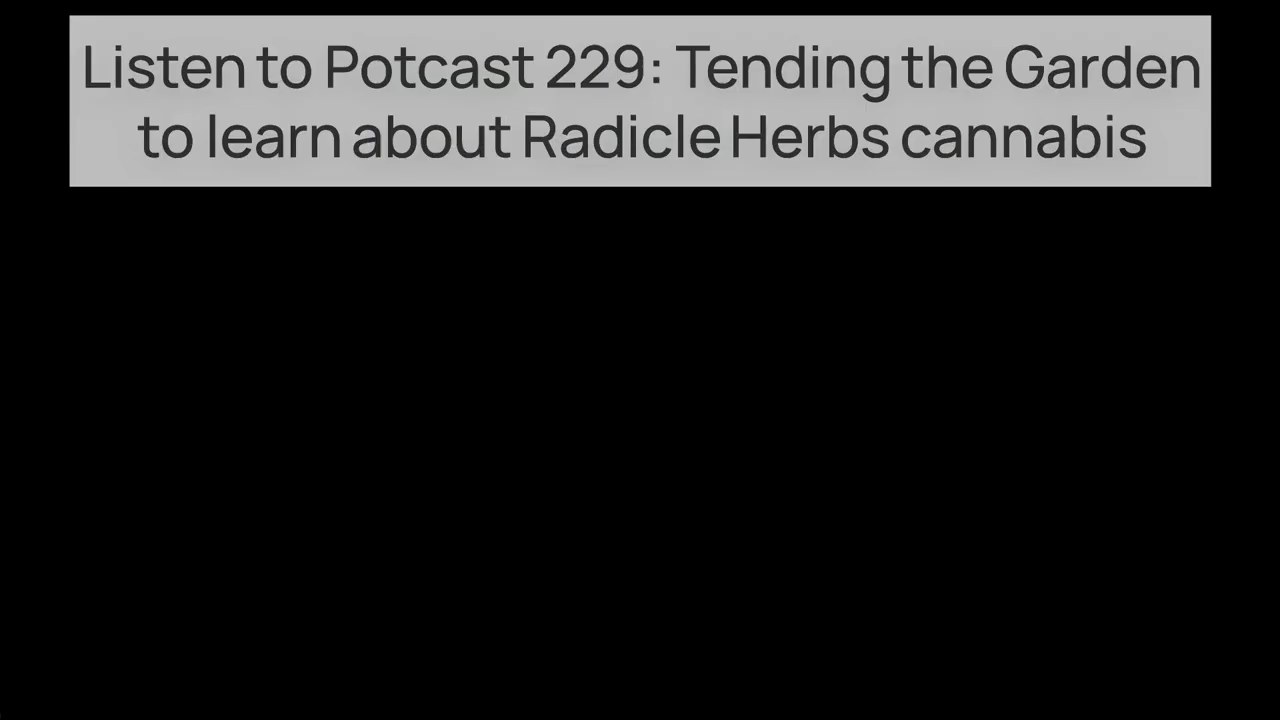 Listen to Potcast 229: Tending the Garden
to learn about Radicle Herbs cannabis